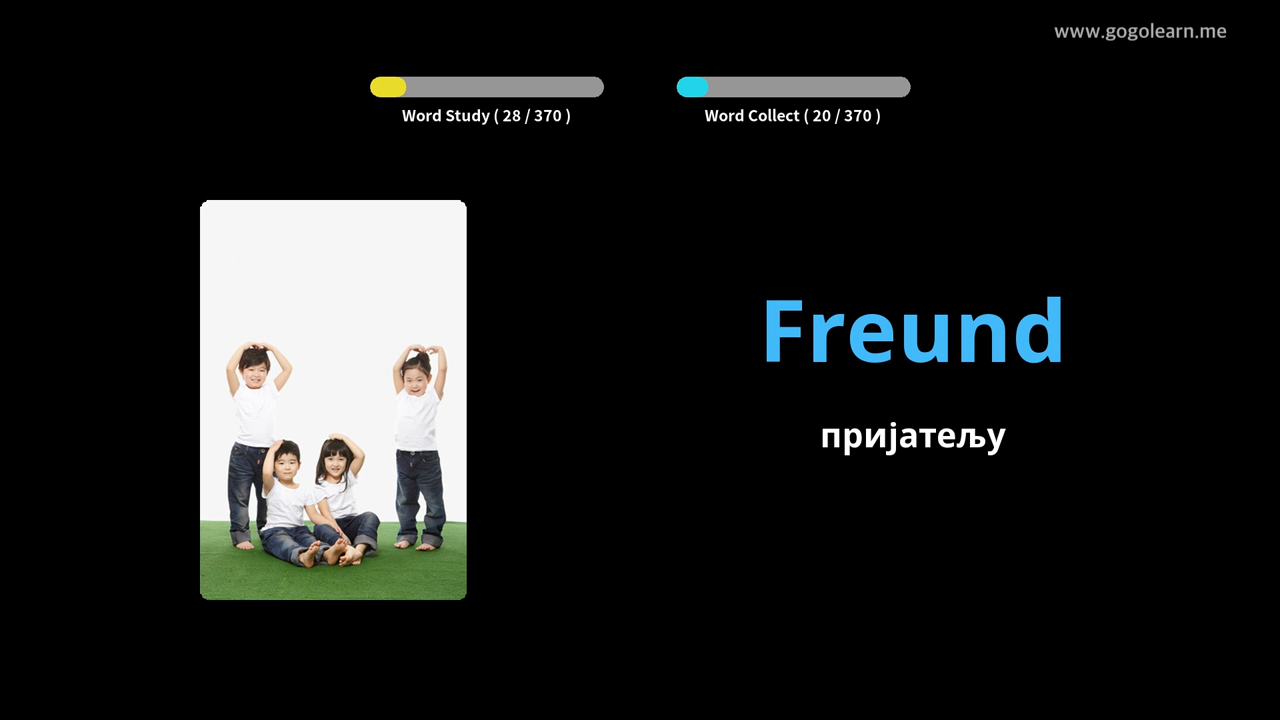 www.gogolearn.me
Word Study ( 28 / 370 )
Word Collect ( 20 / 370 )
Freund
пријатељу